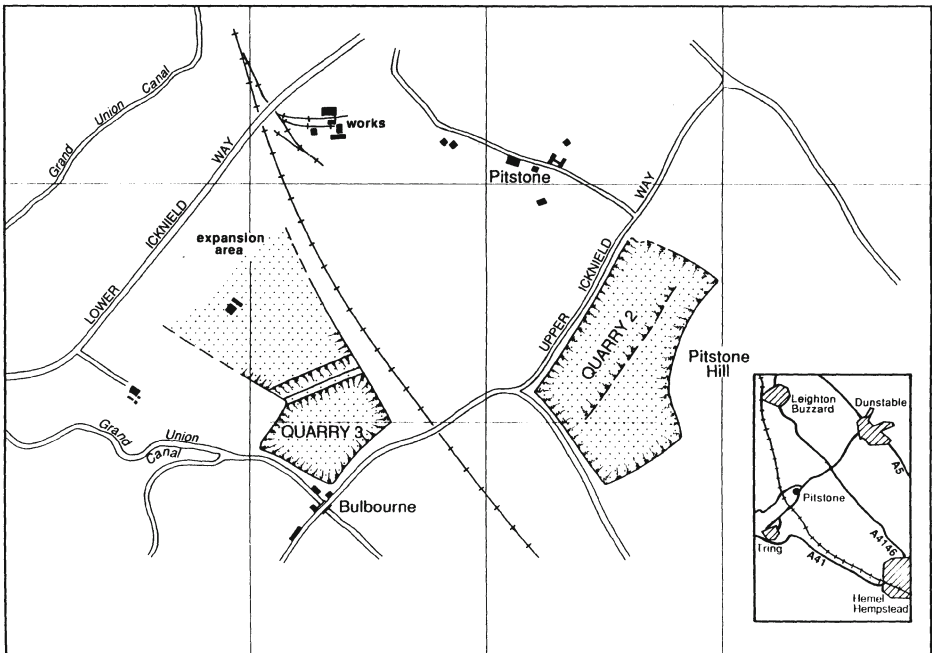 Grand Union Canal
works
LOWER ICKNIELD WAY
Pitstone
expansion
area
UPPER ICKNIELD WAY
QUARRY 2
Pitstone
Hill
QUARRY 3
Grand Union
Canal
Bulbourne
Leighton
Buzzard
Dunstable
A5
Pitstone
Tring
A41
A4146
Hemel
Hempstead